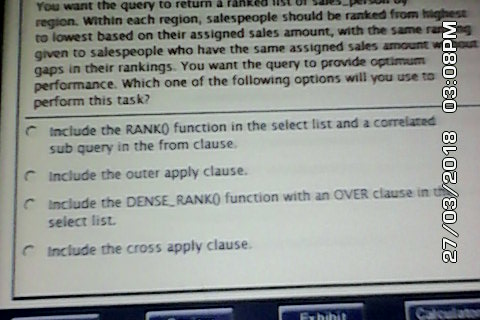 You want the query to return a ranked list of sales_person by
region. Within each region, salespeople should be ranked from highest
to lowest based on their assigned sales amount, with the same ranking
given to salespeople who have the same assigned sales amount without
gaps in their rankings. You want the query to provide optimum
performance. Which one of the following options will you use to
perform this task?
Include the RANK() function in the select list and a correlated
sub query in the from clause.
Include the outer apply clause.
Include the DENSE_RANK() function with an OVER clause in the
select list.
Include the cross apply clause.
Exhibit
Calculator
27/03/2018 03:08PM